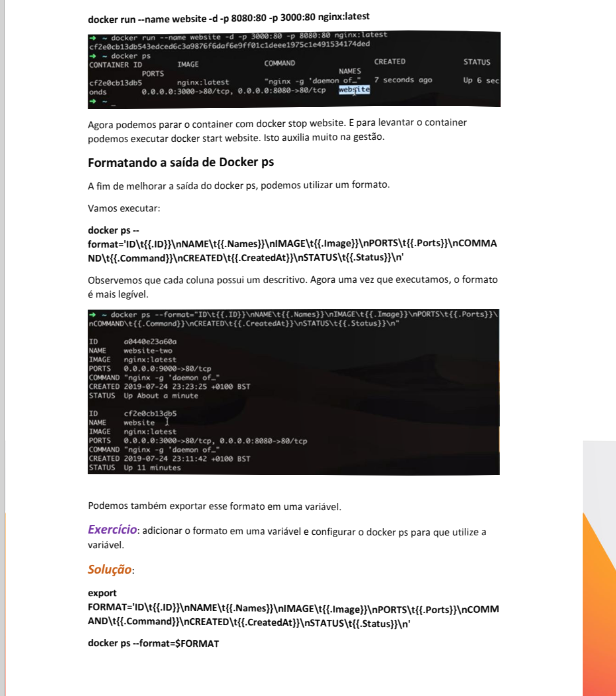 docker run --name website -d -p 8080:80 -p 3000:80 nginx:latest
➜ ~ docker run --name website -d -p 3000:80 -p 8080:80 nginx:latest
cf2e0cb13db543edced6c3a9876f6daf6e9ff01c1deee1975c1e491534174ded
➜ ~ docker ps
CONTAINER ID IMAGE COMMAND CREATED STATUS
PORTS NAMES
cf2e0cb13db5 nginx:latest "nginx -g 'daemon of…" 7 seconds ago Up 6 sec
onds 0.0.0.0:3000->80/tcp, 0.0.0.0:8080->80/tcp website
➜ ~ _
Agora podemos parar o container com docker stop website. E para levantar o container
podemos executar docker start website. Isto auxilia muito na gestão.
Formatando a saída de Docker ps
A fim de melhorar a saída do docker ps, podemos utilizar um formato.
Vamos executar:
docker ps --
format='ID\t{{.ID}}\nNAME\t{{.Names}}\nIMAGE\t{{.Image}}\nPORTS\t{{.Ports}}\nCOMMA
ND\t{{.Command}}\nCREATED\t{{.CreatedAt}}\nSTATUS\t{{.Status}}\n'
Observemos que cada coluna possui um descritivo. Agora uma vez que executamos, o formato
é mais legível.
➜ ~ docker ps --format="ID\t{{.ID}}\nNAME\t{{.Names}}\nIMAGE\t{{.Image}}\nPORTS\t{{.Ports}}\
nCOMMAND\t{{.Command}}\nCREATED\t{{.CreatedAt}}\nSTATUS\t{{.Status}}\n"
ID a0440e23a60a
NAME website-two
IMAGE nginx:latest
PORTS 0.0.0.0:9000->80/tcp
COMMAND "nginx -g 'daemon of…"
CREATED 2019-07-24 23:23:25 +0100 BST
STATUS Up About a minute
ID cf2e0cb13db5
NAME website
IMAGE nginx:latest
PORTS 0.0.0.0:3000->80/tcp, 0.0.0.0:8080->80/tcp
COMMAND "nginx -g 'daemon of…"
CREATED 2019-07-24 23:11:42 +0100 BST
STATUS Up 11 minutes
Podemos também exportar esse formato em uma variável.
Exercício: adicionar o formato em uma variável e configurar o docker ps para que utilize a
variável.
Solução:
export
FORMAT='ID\t{{.ID}}\nNAME\t{{.Names}}\nIMAGE\t{{.Image}}\nPORTS\t{{.Ports}}\nCOMM
AND\t{{.Command}}\nCREATED\t{{.CreatedAt}}\nSTATUS\t{{.Status}}\n'
docker ps --format=$FORMAT